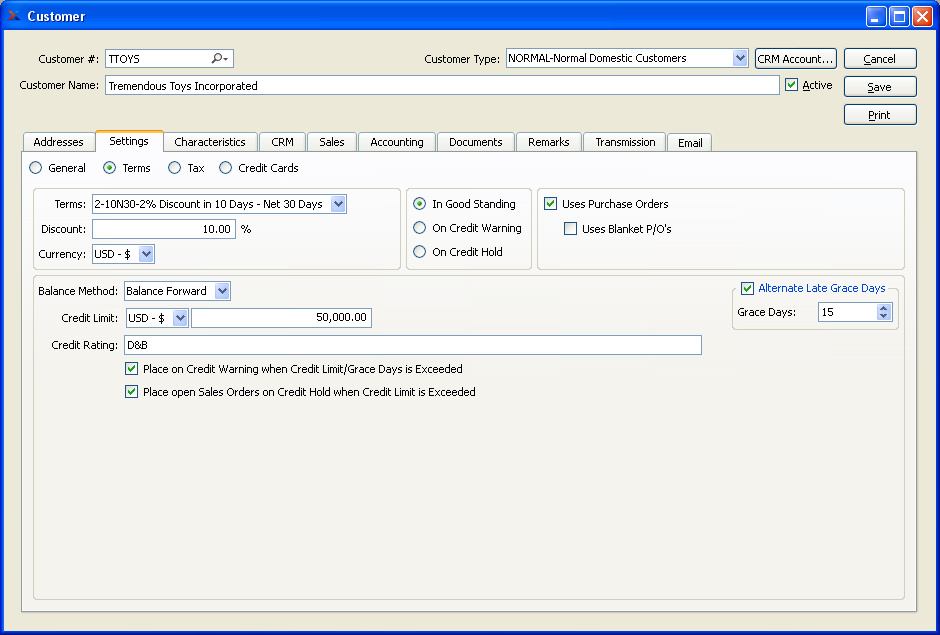 Customer
Customer #: TTOYS Customer Type: NORMAL-Normal Domestic Customers CRM Account... Cancel
Customer Name: Tremendous Toys Incorporated Active Save
Print
Addresses Settings Characteristics CRM Sales Accounting Documents Remarks Transmission Email
General Terms Tax Credit Cards
Terms: 2-10N30-2% Discount in 10 Days - Net 30 Days In Good Standing Uses Purchase Orders
Discount: 10.00 % On Credit Warning Uses Blanket P/O's
Currency: USD - $ On Credit Hold
Balance Method: Balance Forward Alternate Late Grace Days
Credit Limit: USD - $ 50,000.00 Grace Days: 15
Credit Rating: D&B
Place on Credit Warning when Credit Limit/Grace Days is Exceeded
Place open Sales Orders on Credit Hold when Credit Limit is Exceeded